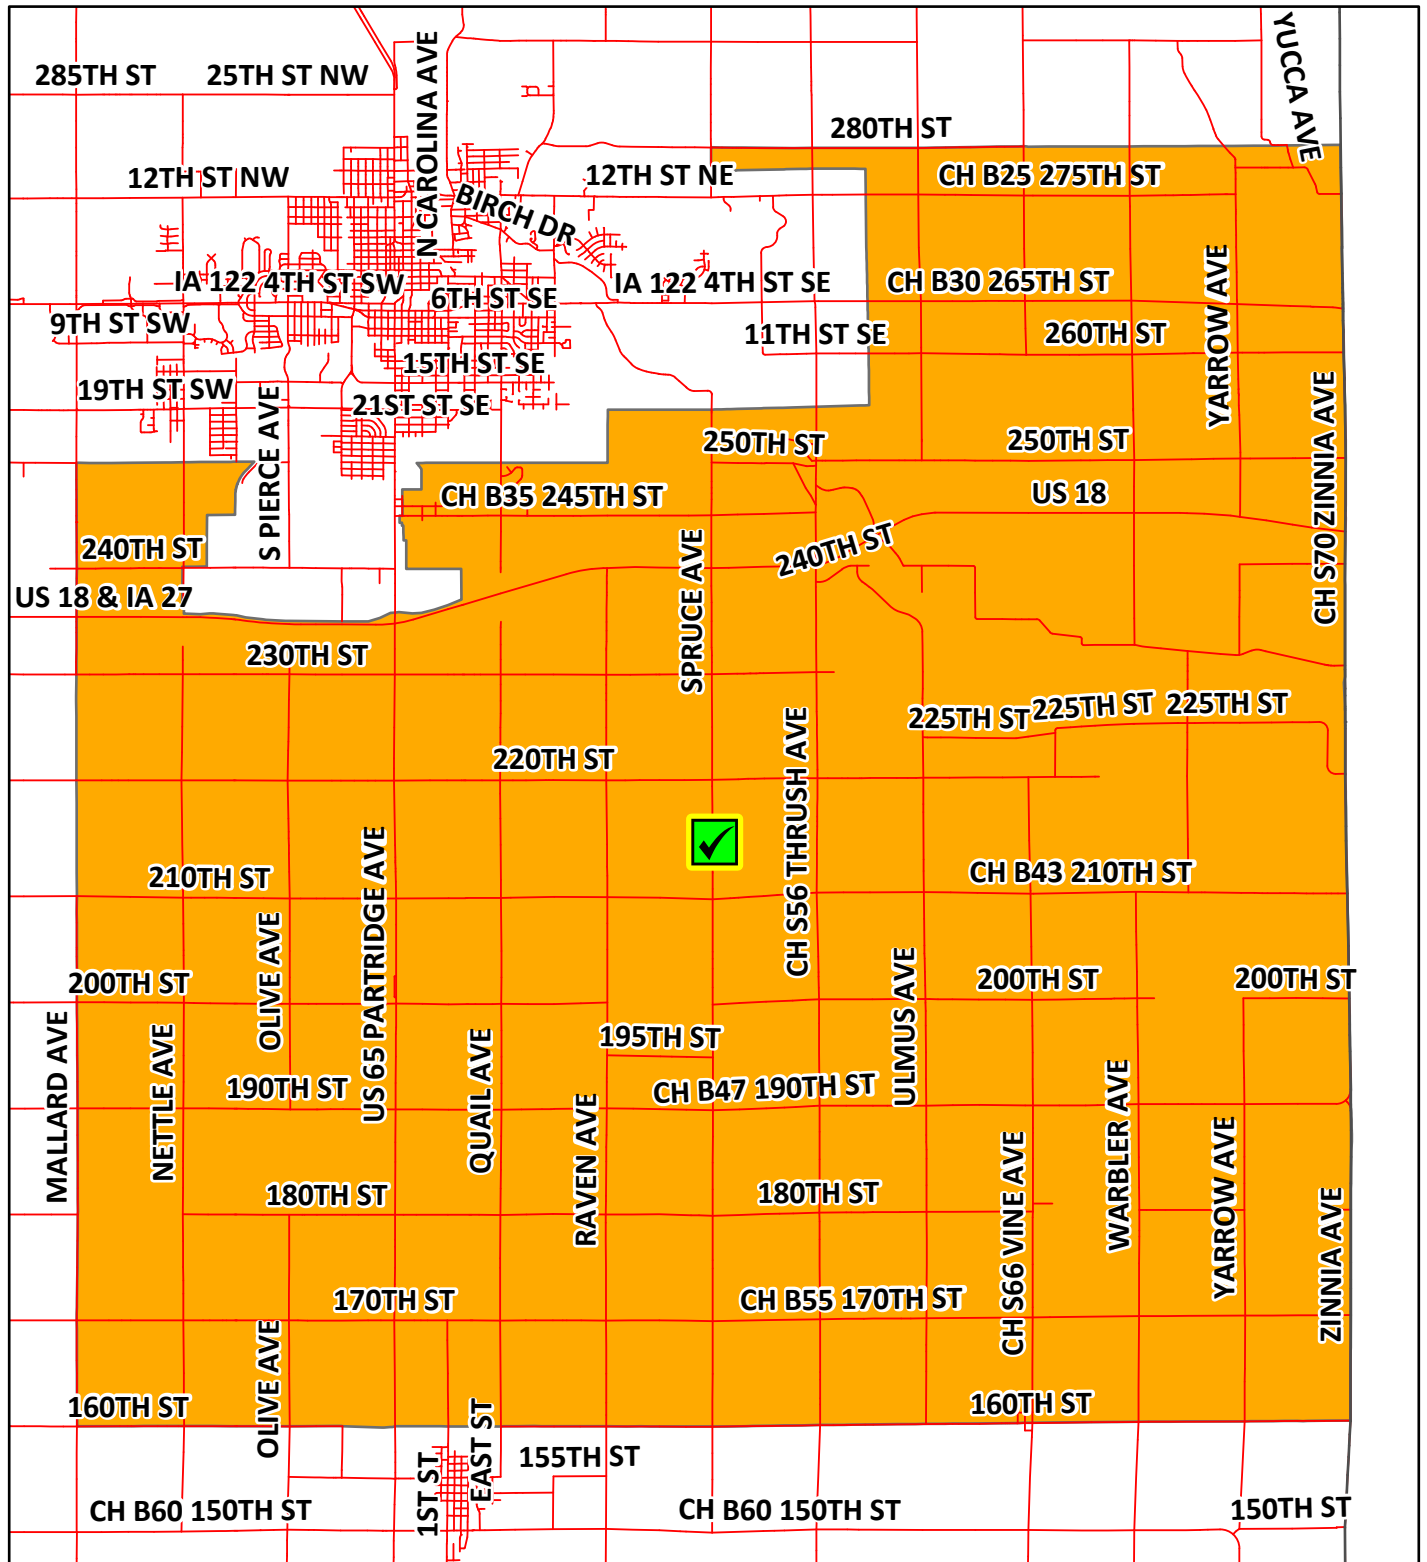 YUCCA AVE
N CAROLINA AVE
285TH ST
25TH ST NW
280TH ST
12TH ST NW
12TH ST NE
CH B25 275TH ST
BIRCH DR
IA 122 4TH ST SW
6TH ST SE
IA 122 4TH ST SE
CH B30 265TH ST
YARROW AVE
9TH ST SW
11TH ST SE
260TH ST
15TH ST SE
19TH ST SW
21ST ST SE
S PIERCE AVE
250TH ST
250TH ST
CH S70 ZINNIA AVE
CH B35 245TH ST
US 18
240TH ST
240TH ST
SPRUCE AVE
US 18 & IA 27
230TH ST
225TH ST
225TH ST
225TH ST
CH S56 THRUSH AVE
220TH ST
US 65 PARTRIDGE AVE
210TH ST
CH B43 210TH ST
OLIVE AVE
200TH ST
ULMUS AVE
200TH ST
200TH ST
MALLARD AVE
NETTLE AVE
QUAIL AVE
195TH ST
190TH ST
CH B47 190TH ST
RAVEN AVE
WARBLER AVE
YARROW AVE
CH S66 VINE AVE
180TH ST
180TH ST
ZINNIA AVE
170TH ST
CH B55 170TH ST
OLIVE AVE
160TH ST
160TH ST
EAST ST
1ST ST
155TH ST
CH B60 150TH ST
CH B60 150TH ST
150TH ST